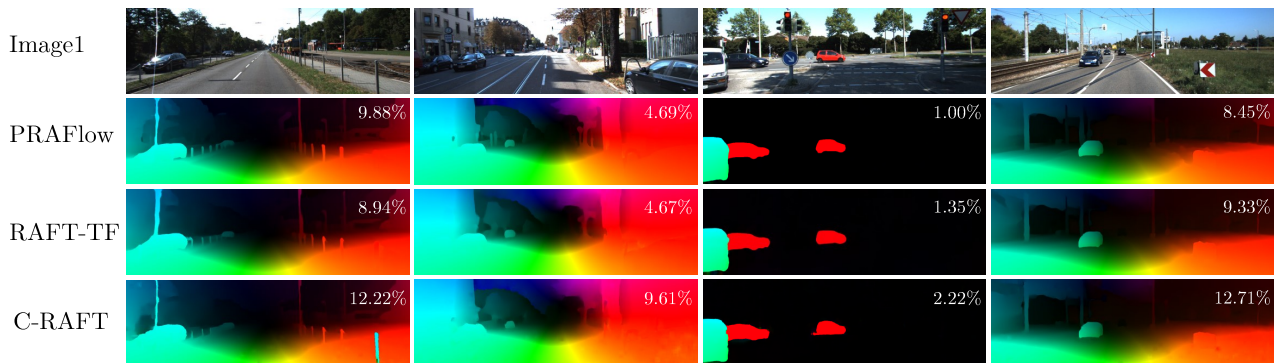 Image1
PRAFlow 9.88% 4.69% 1.00% 8.45%
RAFT-TF 8.94% 4.67% 1.35% 9.33%
C-RAFT 12.22% 9.61% 2.22% 12.71%